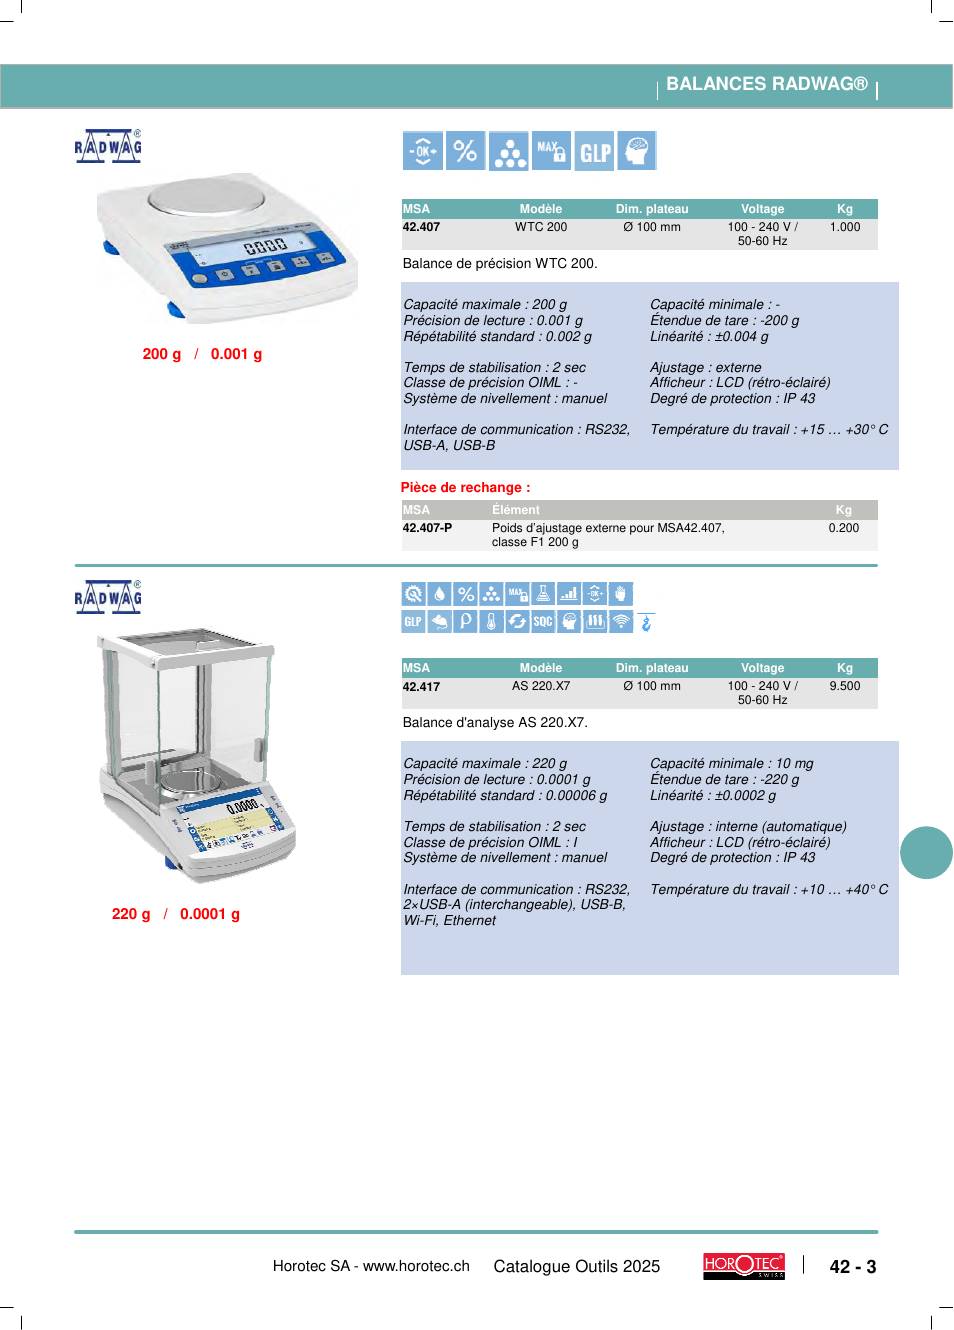 BALANCES RADWAG®
RADWAG®
MAX
GLP
0.000
200 g / 0.001 g
MSA Modèle Dim. plateau Voltage Kg
42.407 WTC 200 Ø 100 mm 100 - 240 V / 1.000
50-60 Hz
Balance de précision WTC 200.
Capacité maximale : 200 g Capacité minimale : -
Précision de lecture : 0.001 g Étendue de tare : -200 g
Répétabilité standard : 0.002 g Linéarité : ±0.004 g
Temps de stabilisation : 2 sec Ajustage : externe
Classe de précision OIML : - Afficheur : LCD (rétro-éclairé)
Système de nivellement : manuel Degré de protection : IP 43
Interface de communication : RS232, Température du travail : +15 … +30° C
USB-A, USB-B
Pièce de rechange :
MSA Élément Kg
42.407-P Poids d'ajustage externe pour MSA42.407, 0.200
classe F1 200 g
RADWAG®
MAX
GLP SQC
0.0000
220 g / 0.0001 g
MSA Modèle Dim. plateau Voltage Kg
42.417 AS 220.X7 Ø 100 mm 100 - 240 V / 9.500
50-60 Hz
Balance d'analyse AS 220.X7.
Capacité maximale : 220 g Capacité minimale : 10 mg
Précision de lecture : 0.0001 g Étendue de tare : -220 g
Répétabilité standard : 0.00006 g Linéarité : ±0.0002 g
Temps de stabilisation : 2 sec Ajustage : interne (automatique)
Classe de précision OIML : I Afficheur : LCD (rétro-éclairé)
Système de nivellement : manuel Degré de protection : IP 43
Interface de communication : RS232, Température du travail : +10 … +40° C
2×USB-A (interchangeable), USB-B,
Wi-Fi, Ethernet
Horotec SA - www.horotec.ch Catalogue Outils 2025 HOROTEC® SWISS 42 - 3